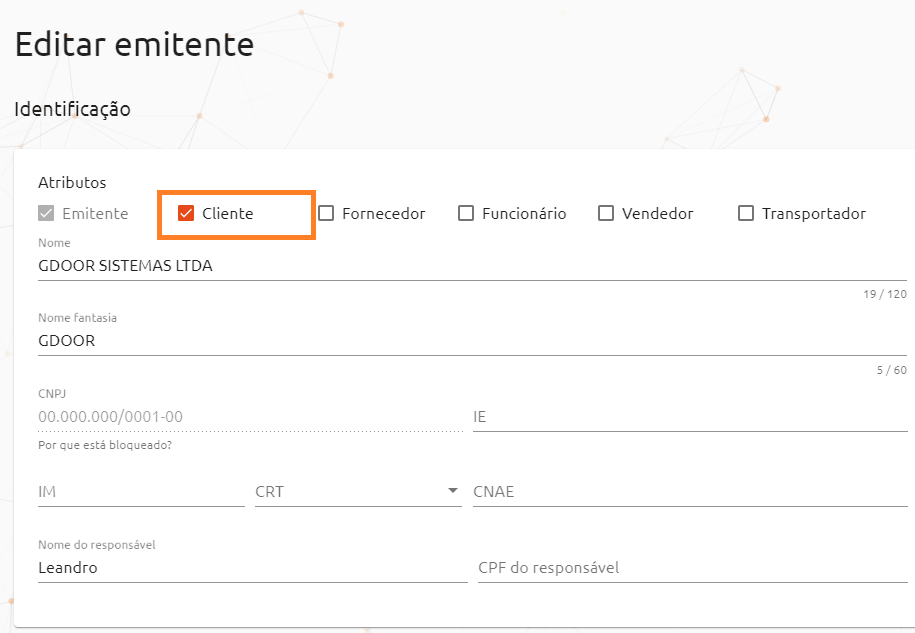 Editar emitente
Identificação
Atributos
Emitente Cliente Fornecedor Funcionário Vendedor Transportador
Nome
GDOOR SISTEMAS LTDA
19 / 120
Nome fantasia
GDOOR
5 / 60
CNPJ
00.000.000/0001-00 IE
Por que está bloqueado?
IM CRT CNAE
Nome do responsável
Leandro CPF do responsável